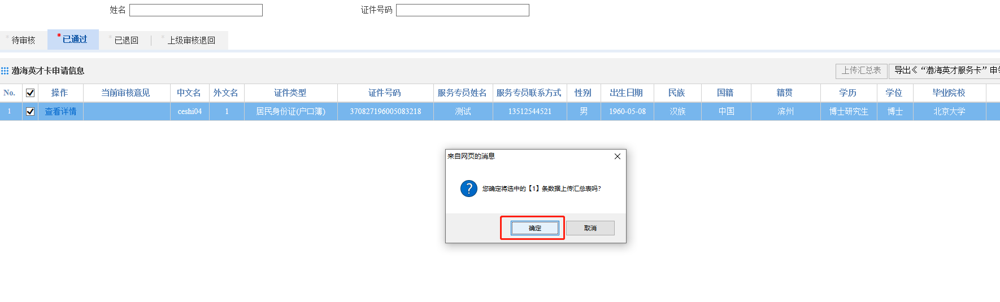 姓名 证件号码
*待审核 *已通过 *已退回 *上级审核退回
渤海英才卡申请信息 上传汇总表 导出《“渤海英才服务卡”申
No. 操作 当前审核意见 中文名 外文名 证件类型 证件号码 服务专员姓名 服务专员联系方式 性别 出生日期 民族 国籍 籍贯 学历 学位 毕业院校
1 查看详情 ceshi04 1 居民身份证(户口簿) 370827196005083218 测试 13512544521 男 1960-05-08 汉族 中国 滨州 博士研究生 博士 北京大学
来自网页的消息
?
您确定将选中的【1】条数据上传汇总表吗?
确定 取消